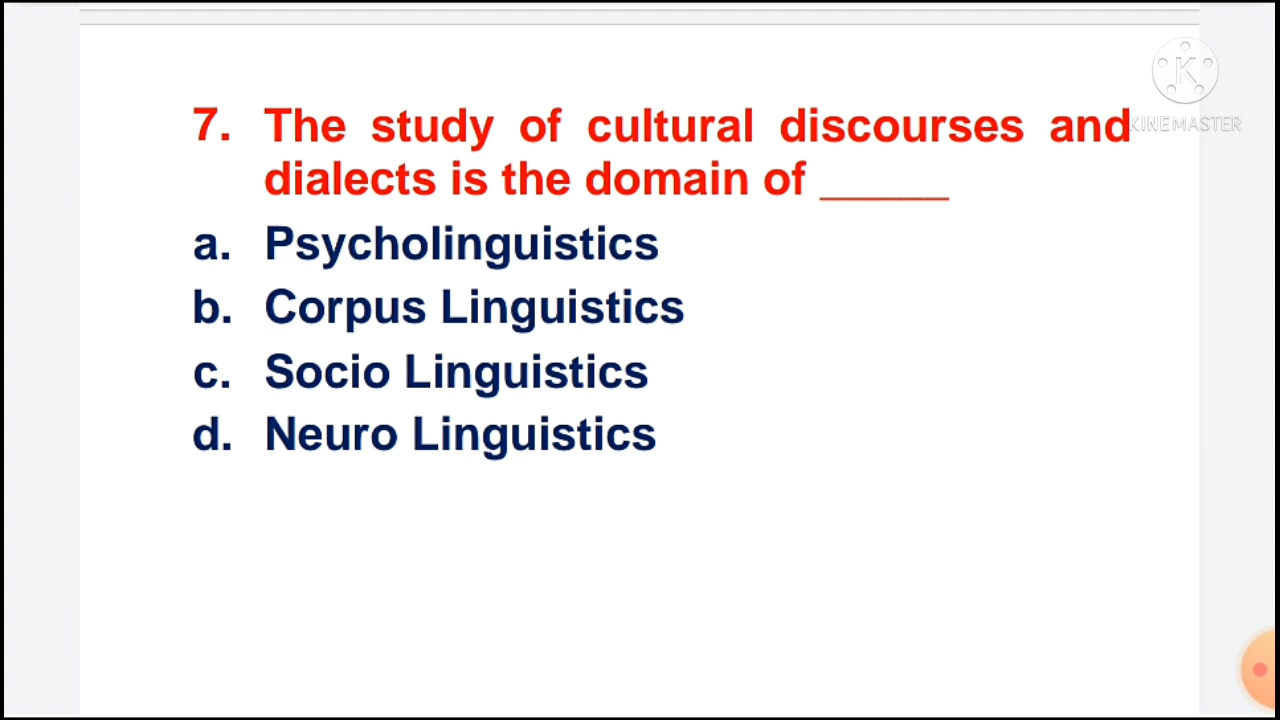 7. The study of cultural discourses and
dialects is the domain of _____
a. Psycholinguistics
b. Corpus Linguistics
c. Socio Linguistics
d. Neuro Linguistics
K
KINEMASTER